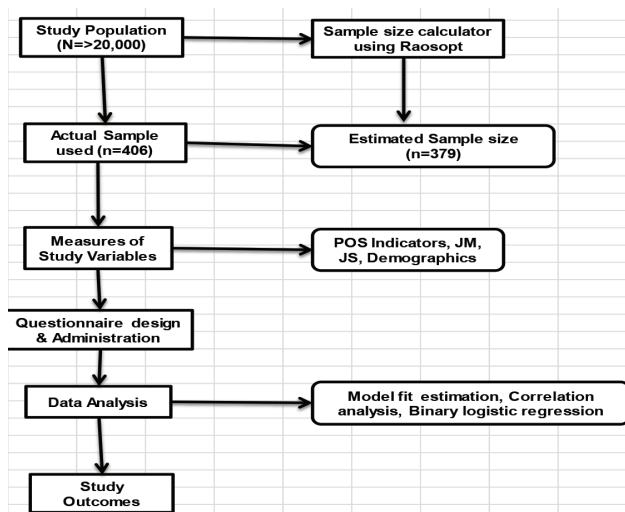 Study Population
(N=>20,000)
Sample size calculator
using Raosopt
Actual Sample
used (n=406)
Estimated Sample size
(n=379)
Measures of
Study Variables
POS Indicators, JM,
JS, Demographics
Questionnaire design
& Administration
Data Analysis
Model fit estimation, Correlation
analysis, Binary logistic regression
Study
Outcomes